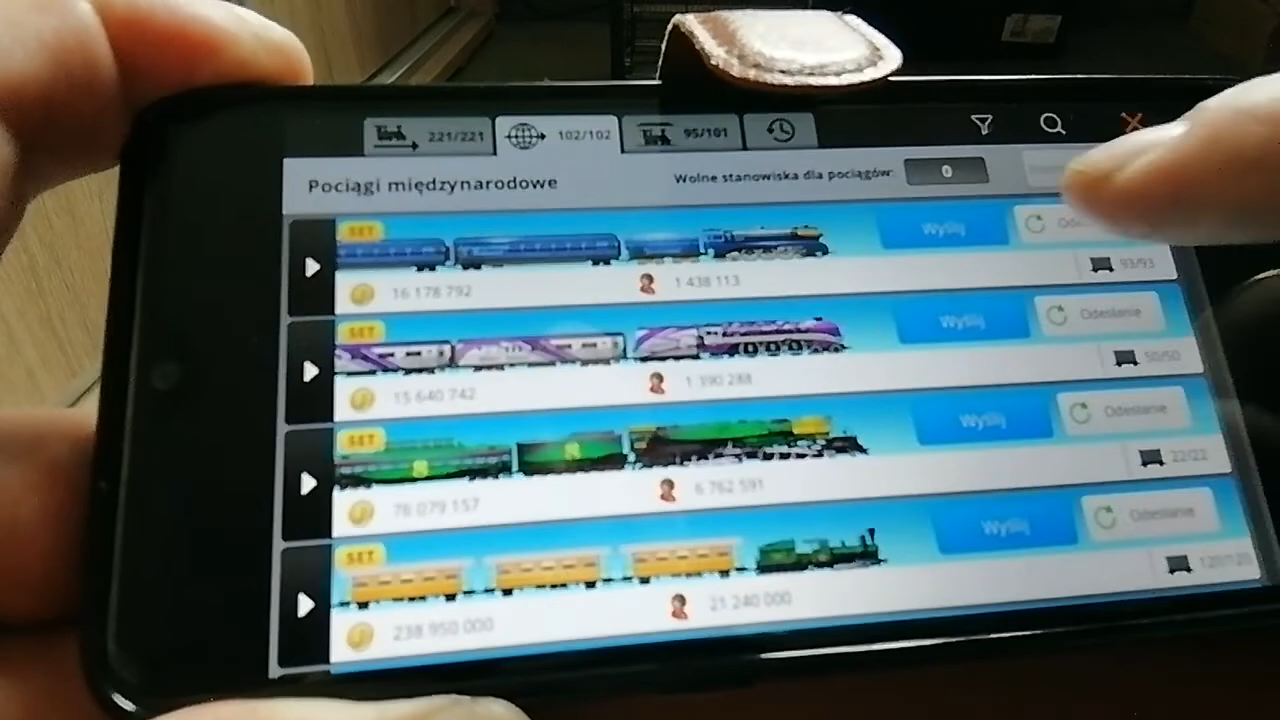 221/221 102/102 95/101
Pociągi międzynarodowe Wolne stanowiska dla pociągów: 0
SET Wyślij
16 178 792 1 438 113 93/93
SET Wyślij Odesłanie
15 640 742 1 390 288 50/50
SET Wyślij Odesłanie
78 079 157 6 762 591 22/22
SET Wyślij Odesłanie
238 950 000 21 240 000 120/120